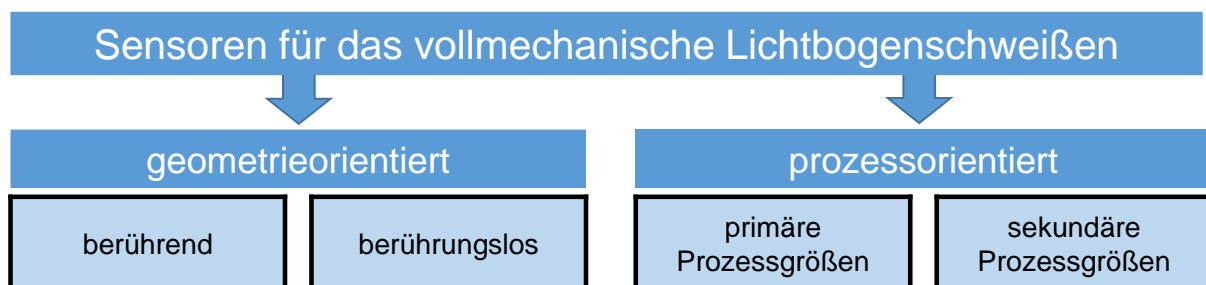 Sensoren für das vollmechanische Lichtbogenschweißen
geometrieorientiert
prozessorientiert
berührend
berührungslos
primäre
Prozessgrößen
sekundäre
Prozessgrößen